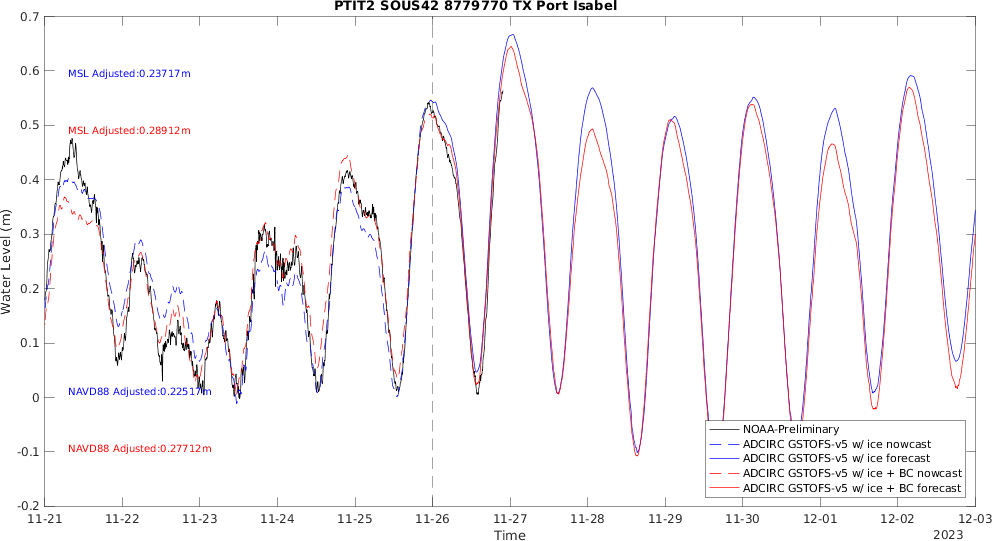 PTIT2 SOUS42 8779770 TX Port Isabel
0.7
0.6
0.5
0.4
0.3
0.2
0.1
0
-0.1
-0.2
Water Level (m)
MSL Adjusted:0.23717m
MSL Adjusted:0.28912m
NAVD88 Adjusted:0.22517m
NAVD88 Adjusted:0.27712m
NOAA-Preliminary
ADCIRC GSTOFS-v5 w/ ice nowcast
ADCIRC GSTOFS-v5 w/ ice forecast
ADCIRC GSTOFS-v5 w/ ice + BC nowcast
ADCIRC GSTOFS-v5 w/ ice + BC forecast
11-21 11-22 11-23 11-24 11-25 11-26 11-27 11-28 11-29 11-30 12-01 12-02 12-03
Time
2023